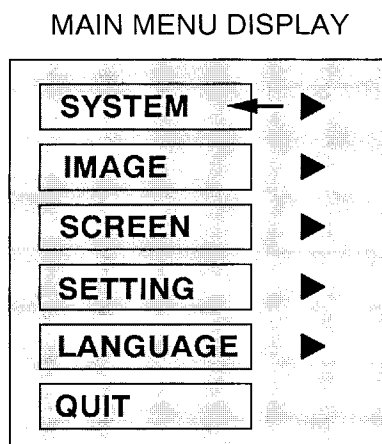 MAIN MENU DISPLAY
SYSTEM
IMAGE
SCREEN
SETTING
LANGUAGE
QUIT